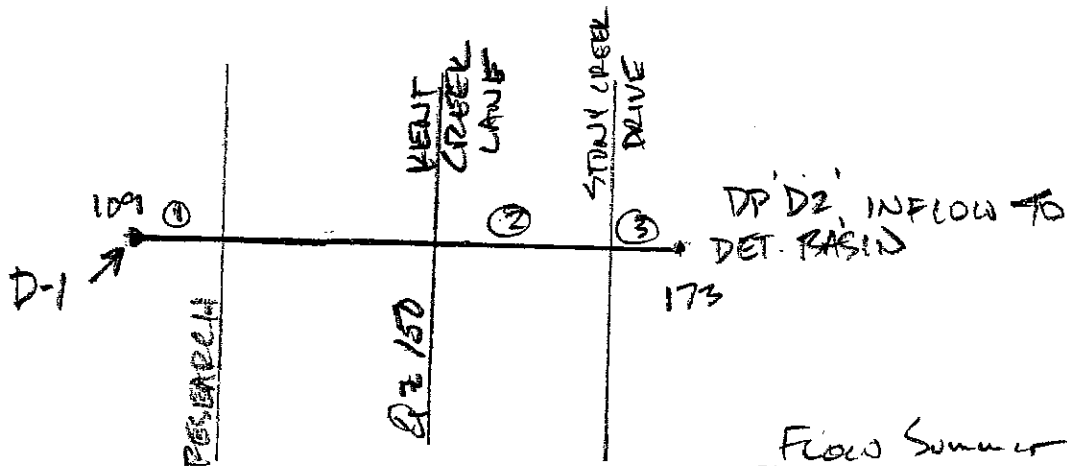 KENT
CREEK
LANE
STONY CREEK
DRIVE
109
①
②
③
DP 'D2' INFLOW TO
DET. BASIN
D-1
173
RESEARCH
Q = 150
Flow Summary